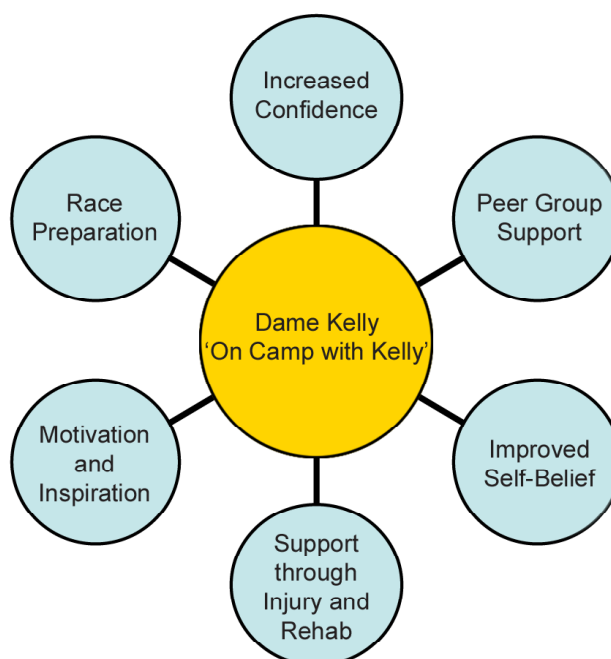 Increased
Confidence
Race
Preparation
Peer Group
Support
Dame Kelly
‘On Camp with Kelly’
Motivation
and
Inspiration
Improved
Self-Belief
Support
through
Injury and
Rehab